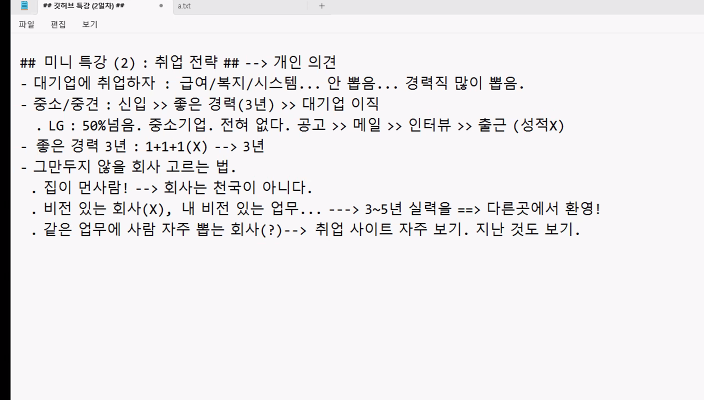 ## 깃허브 특강 (2일차) ##
a.txt
파일 편집 보기
## 미니 특강 (2) : 취업 전략 ## --> 개인 의견
- 대기업에 취업하자 : 급여/복지/시스템... 안 뽑음... 경력직 많이 뽑음.
- 중소/중견 : 신입 >> 좋은 경력(3년) >> 대기업 이직
. LG : 50%넘음. 중소기업. 전혀 없다. 공고 >> 메일 >> 인터뷰 >> 출근 (성적X)
- 좋은 경력 3년 : 1+1+1(X) --> 3년
- 그만두지 않을 회사 고르는 법.
. 집이 먼사람! --> 회사는 천국이 아니다.
. 비전 있는 회사(X), 내 비전 있는 업무... ---> 3~5년 실력을 ==> 다른곳에서 환영!
. 같은 업무에 사람 자주 뽑는 회사(?)--> 취업 사이트 자주 보기. 지난 것도 보기.